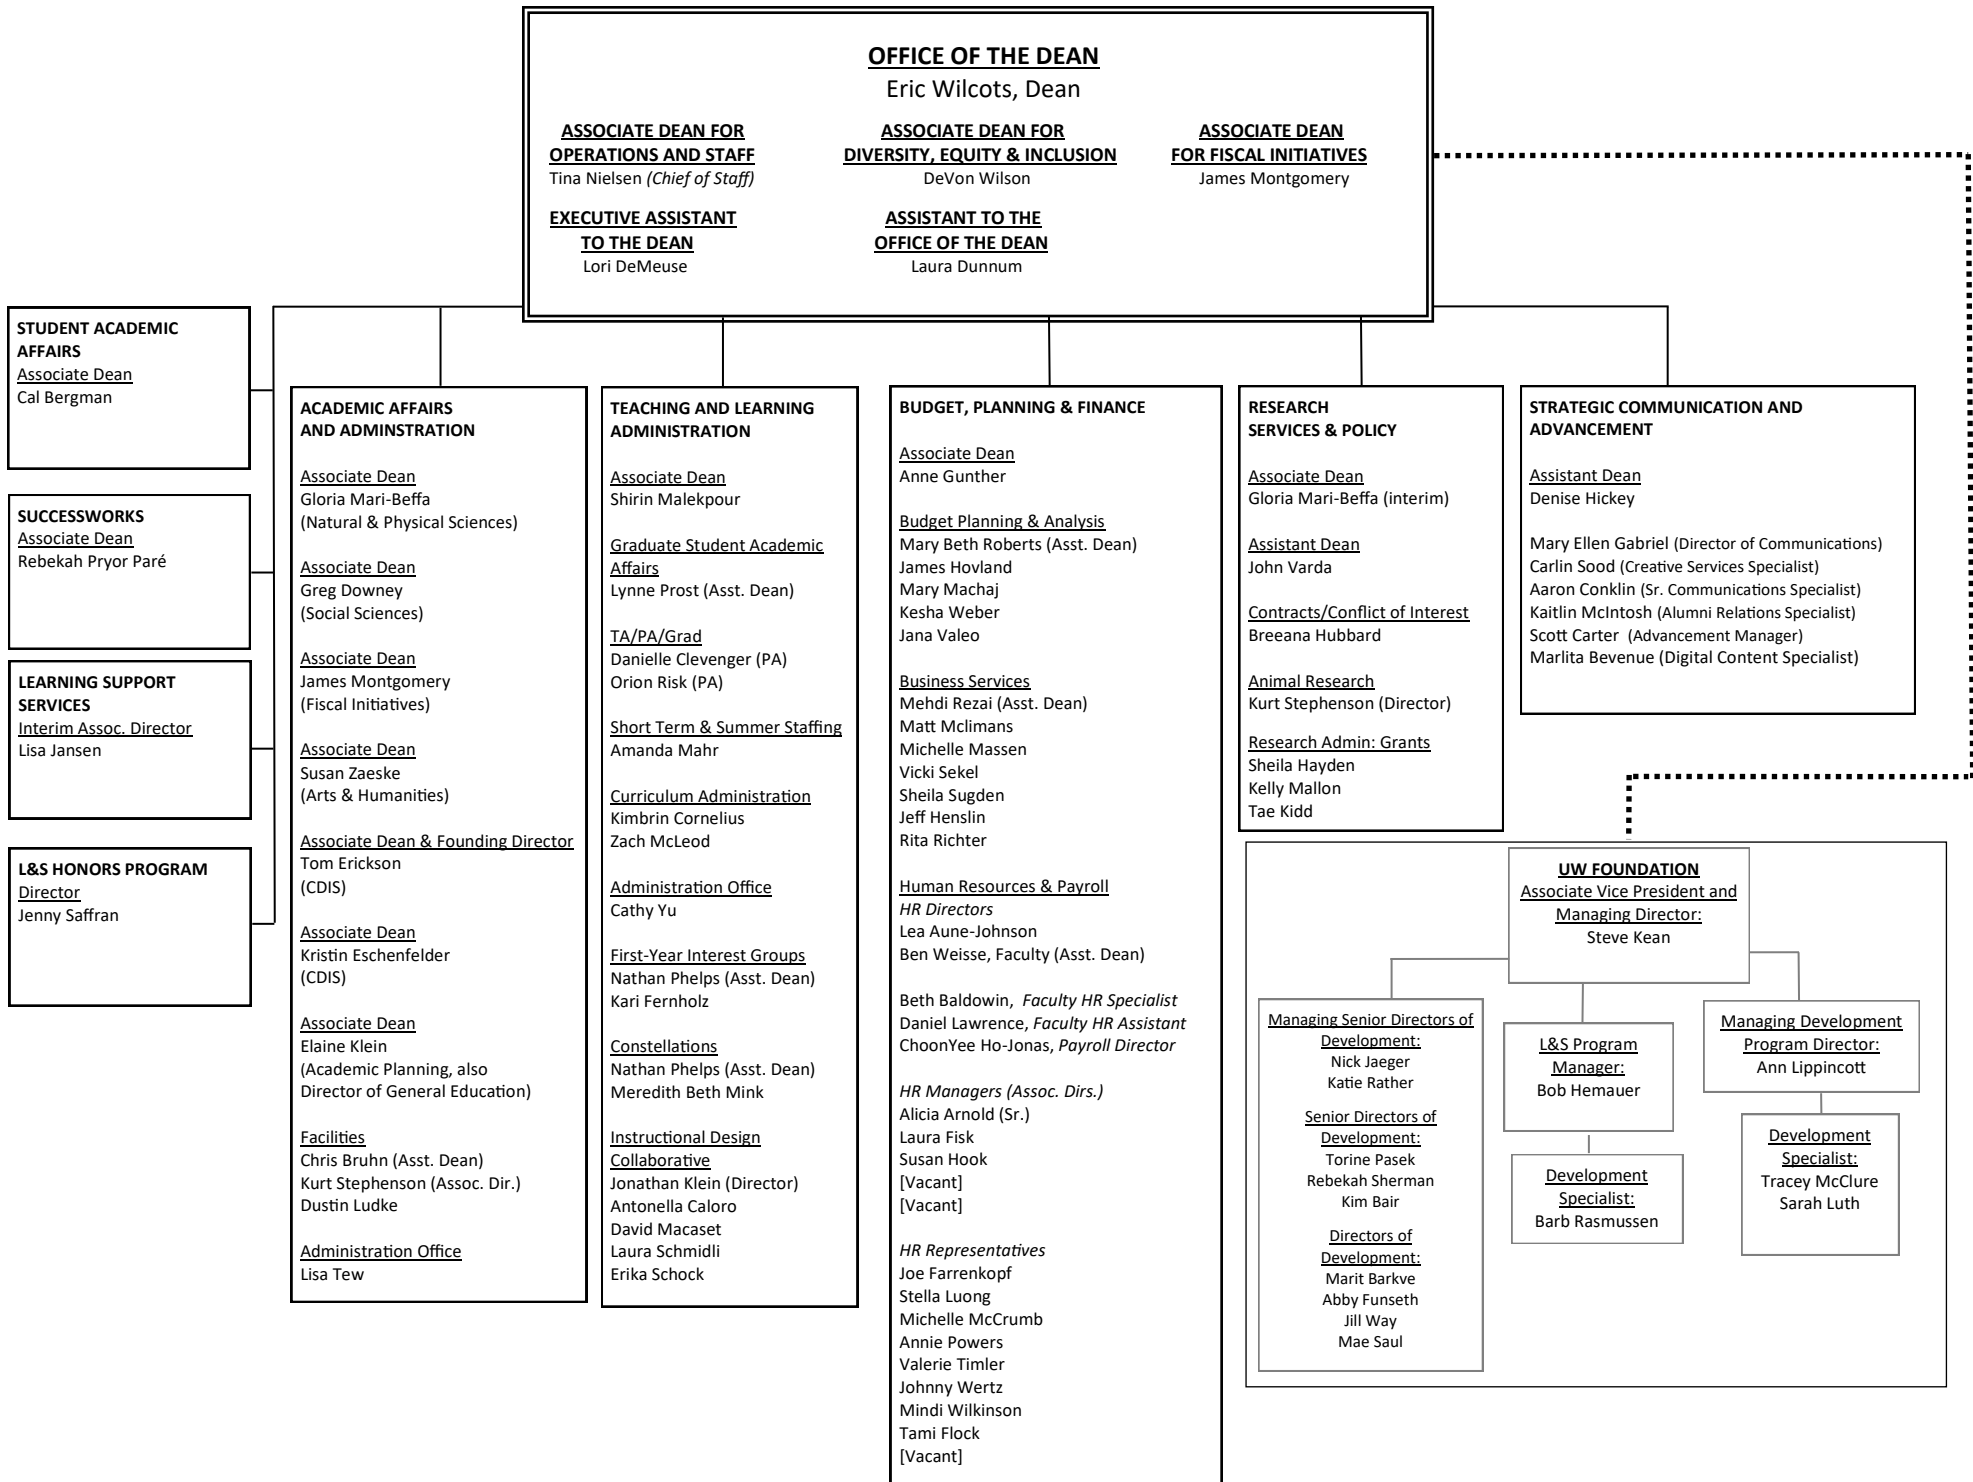 OFFICE OF THE DEAN
Eric Wilcots, Dean
ASSOCIATE DEAN FOR
OPERATIONS AND STAFF
Tina Nielsen (Chief of Staff)
ASSOCIATE DEAN FOR
DIVERSITY, EQUITY & INCLUSION
DeVon Wilson
ASSOCIATE DEAN
FOR FISCAL INITIATIVES
James Montgomery
EXECUTIVE ASSISTANT
TO THE DEAN
Lori DeMeuse
ASSISTANT TO THE
OFFICE OF THE DEAN
Laura Dunnum
STUDENT ACADEMIC
AFFAIRS
Associate Dean
Cal Bergman
SUCCESSWORKS
Associate Dean
Rebekah Pryor Paré
LEARNING SUPPORT
SERVICES
Interim Assoc. Director
Lisa Jansen
L&S HONORS PROGRAM
Director
Jenny Saffran
ACADEMIC AFFAIRS
AND ADMINSTRATION
Associate Dean
Gloria Mari-Beffa
(Natural & Physical Sciences)
Associate Dean
Greg Downey
(Social Sciences)
Associate Dean
James Montgomery
(Fiscal Initiatives)
Associate Dean
Susan Zaeske
(Arts & Humanities)
Associate Dean & Founding Director
Tom Erickson
(CDIS)
Associate Dean
Kristin Eschenfelder
(CDIS)
Associate Dean
Elaine Klein
(Academic Planning, also
Director of General Education)
Facilities
Chris Bruhn (Asst. Dean)
Kurt Stephenson (Assoc. Dir.)
Dustin Ludke
Administration Office
Lisa Tew
TEACHING AND LEARNING
ADMINISTRATION
Associate Dean
Shirin Malekpour
Graduate Student Academic
Affairs
Lynne Prost (Asst. Dean)
TA/PA/Grad
Danielle Clevenger (PA)
Orion Risk (PA)
Short Term & Summer Staffing
Amanda Mahr
Curriculum Administration
Kimbrin Cornelius
Zach McLeod
Administration Office
Cathy Yu
First-Year Interest Groups
Nathan Phelps (Asst. Dean)
Kari Fernholz
Constellations
Nathan Phelps (Asst. Dean)
Meredith Beth Mink
Instructional Design
Collaborative
Jonathan Klein (Director)
Antonella Caloro
David Macaset
Laura Schmidli
Erika Schock
BUDGET, PLANNING & FINANCE
Associate Dean
Anne Gunther
Budget Planning & Analysis
Mary Beth Roberts (Asst. Dean)
James Hovland
Mary Machaj
Kesha Weber
Jana Valeo
Business Services
Mehdi Rezai (Asst. Dean)
Matt Mclimans
Michelle Massen
Vicki Sekel
Sheila Sugden
Jeff Henslin
Rita Richter
Human Resources & Payroll
HR Directors
Lea Aune-Johnson
Ben Weisse, Faculty (Asst. Dean)
Beth Baldowin, Faculty HR Specialist
Daniel Lawrence, Faculty HR Assistant
ChoonYee Ho-Jonas, Payroll Director
HR Managers (Assoc. Dirs.)
Alicia Arnold (Sr.)
Laura Fisk
Susan Hook
[Vacant]
[Vacant]
HR Representatives
Joe Farrenkopf
Stella Luong
Michelle McCrumb
Annie Powers
Valerie Timler
Johnny Wertz
Mindi Wilkinson
Tami Flock
[Vacant]
RESEARCH
SERVICES & POLICY
Associate Dean
Gloria Mari-Beffa (interim)
Assistant Dean
John Varda
Contracts/Conflict of Interest
Breeana Hubbard
Animal Research
Kurt Stephenson (Director)
Research Admin: Grants
Sheila Hayden
Kelly Mallon
Tae Kidd
STRATEGIC COMMUNICATION AND
ADVANCEMENT
Assistant Dean
Denise Hickey
Mary Ellen Gabriel (Director of Communications)
Carlin Sood (Creative Services Specialist)
Aaron Conklin (Sr. Communications Specialist)
Kaitlin McIntosh (Alumni Relations Specialist)
Scott Carter (Advancement Manager)
Marlita Bevenue (Digital Content Specialist)
UW FOUNDATION
Associate Vice President and
Managing Director:
Steve Kean
Managing Senior Directors of
Development:
Nick Jaeger
Katie Rather
Senior Directors of
Development:
Torine Pasek
Rebekah Sherman
Kim Bair
Directors of
Development:
Marit Barkve
Abby Funseth
Jill Way
Mae Saul
L&S Program
Manager:
Bob Hemauer
Development
Specialist:
Barb Rasmussen
Managing Development
Program Director:
Ann Lippincott
Development
Specialist:
Tracey McClure
Sarah Luth